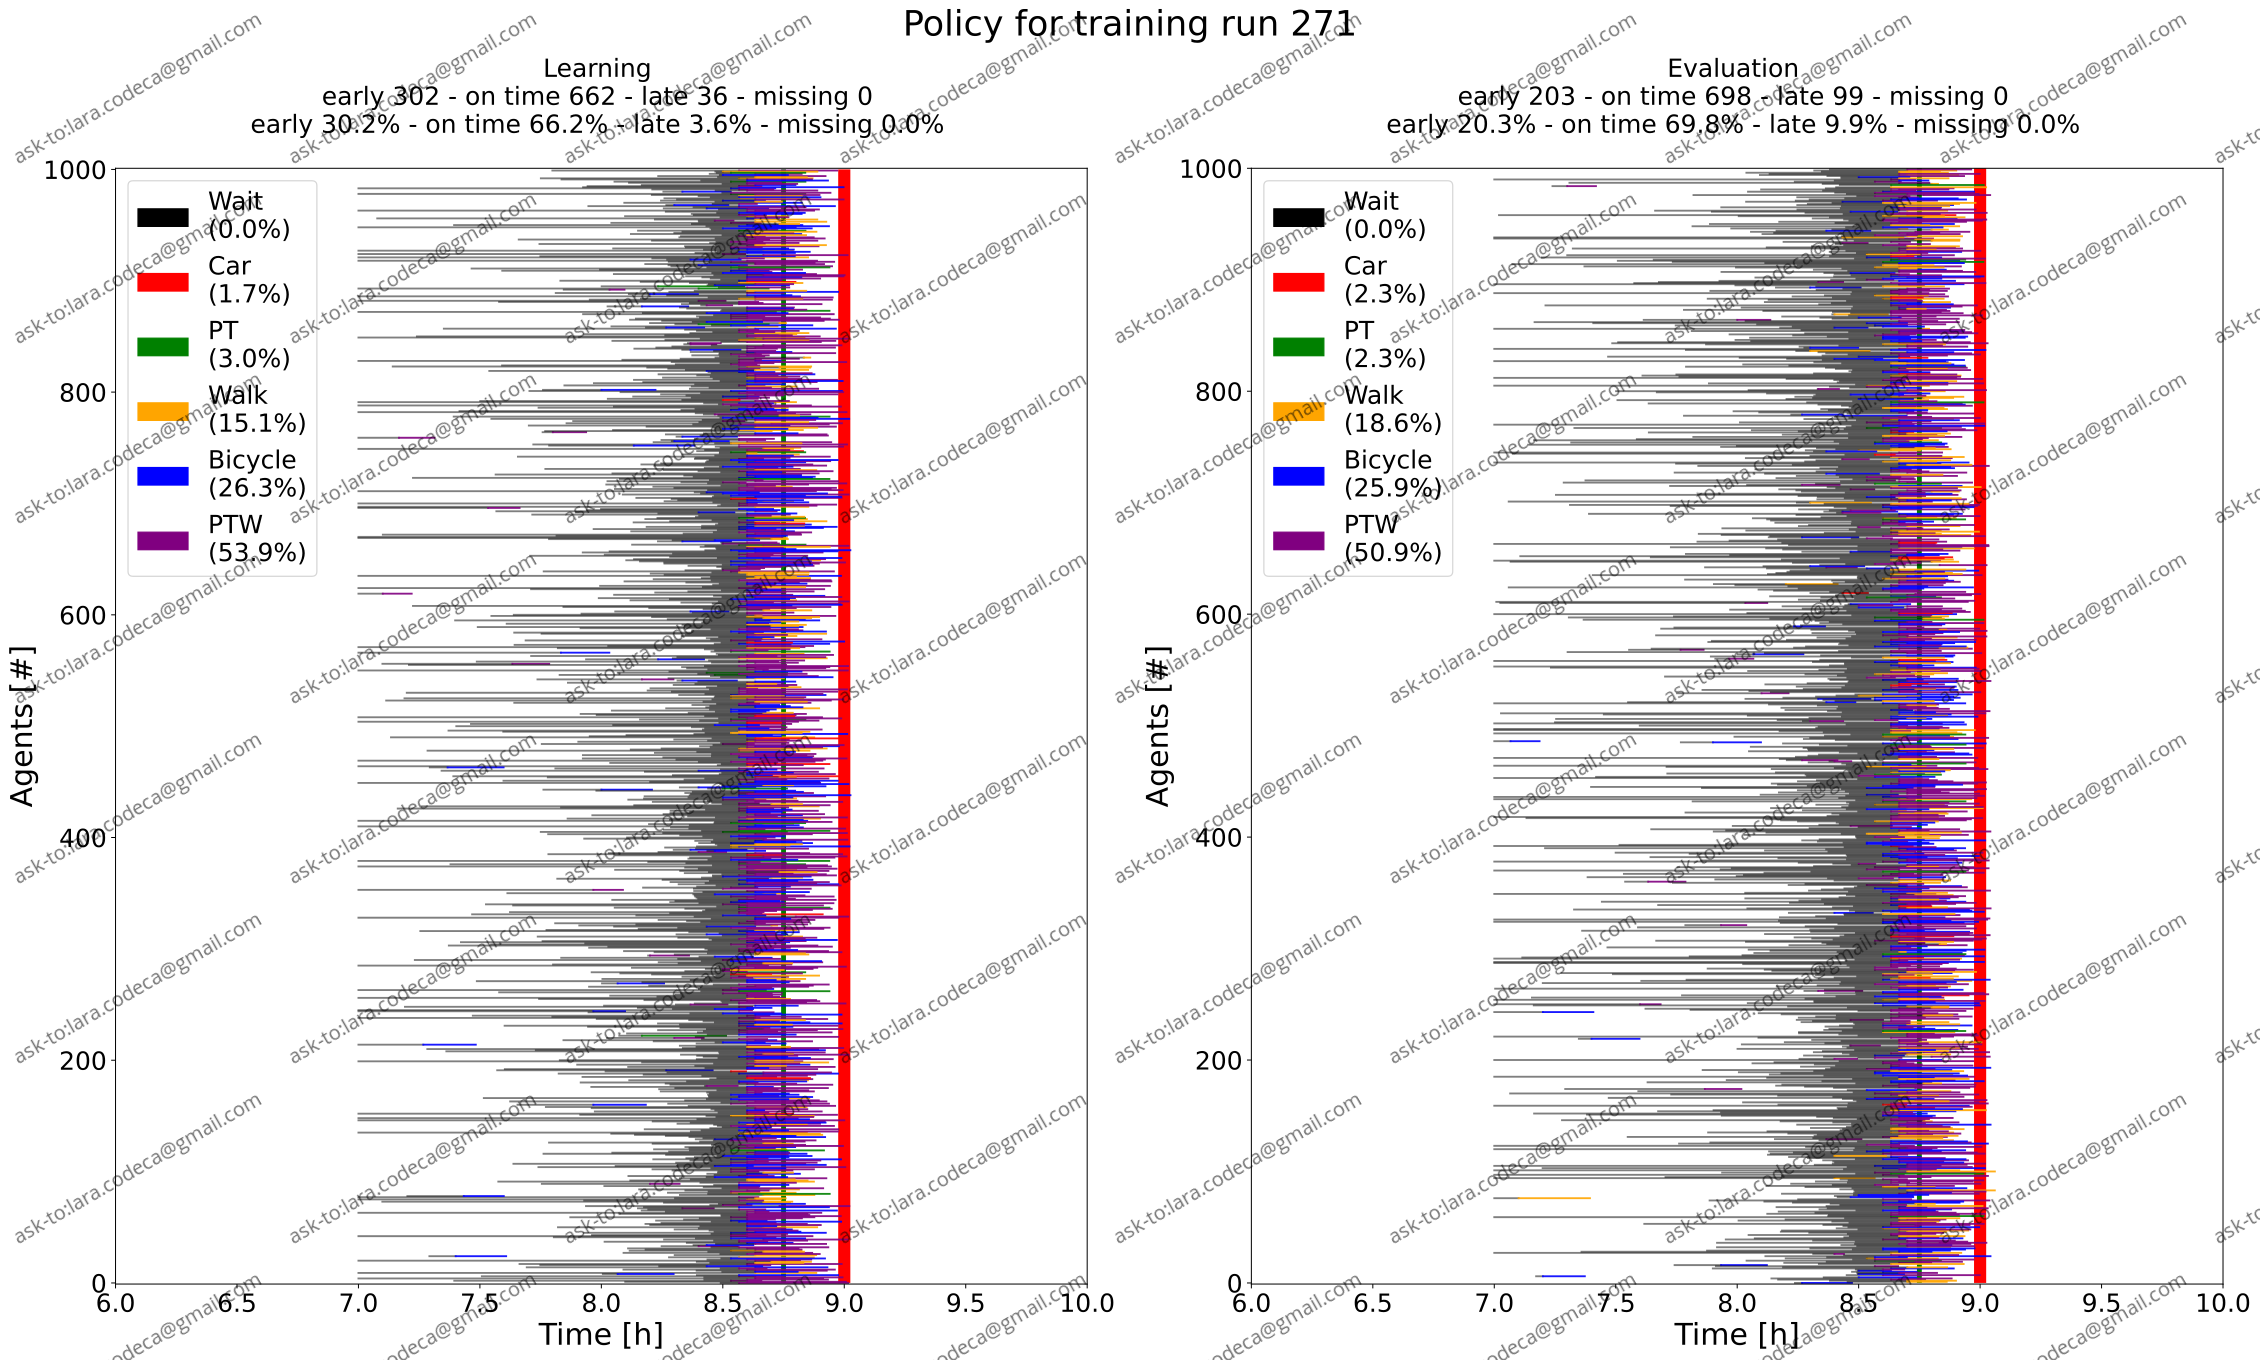 Policy for training run 271
Learning
early 302 - on time 662 - late 36 - missing 0
early 30.2% - on time 66.2% - late 3.6% - missing 0.0%
1000
800
600
400
200
0
Agents [#]
Wait
(0.0%)
Car
(1.7%)
PT
(3.0%)
Walk
(15.1%)
Bicycle
(26.3%)
PTW
(53.9%)
6.0 6.5 7.0 7.5 8.0 8.5 9.0 9.5 10.0
Time [h]
Evaluation
early 203 - on time 698 - late 99 - missing 0
early 20.3% - on time 69.8% - late 9.9% - missing 0.0%
1000
800
600
400
200
0
Agents [#]
Wait
(0.0%)
Car
(2.3%)
PT
(2.3%)
Walk
(18.6%)
Bicycle
(25.9%)
PTW
(50.9%)
6.0 6.5 7.0 7.5 8.0 8.5 9.0 9.5 10.0
Time [h]
ask-to:lara.codeca@gmail.com